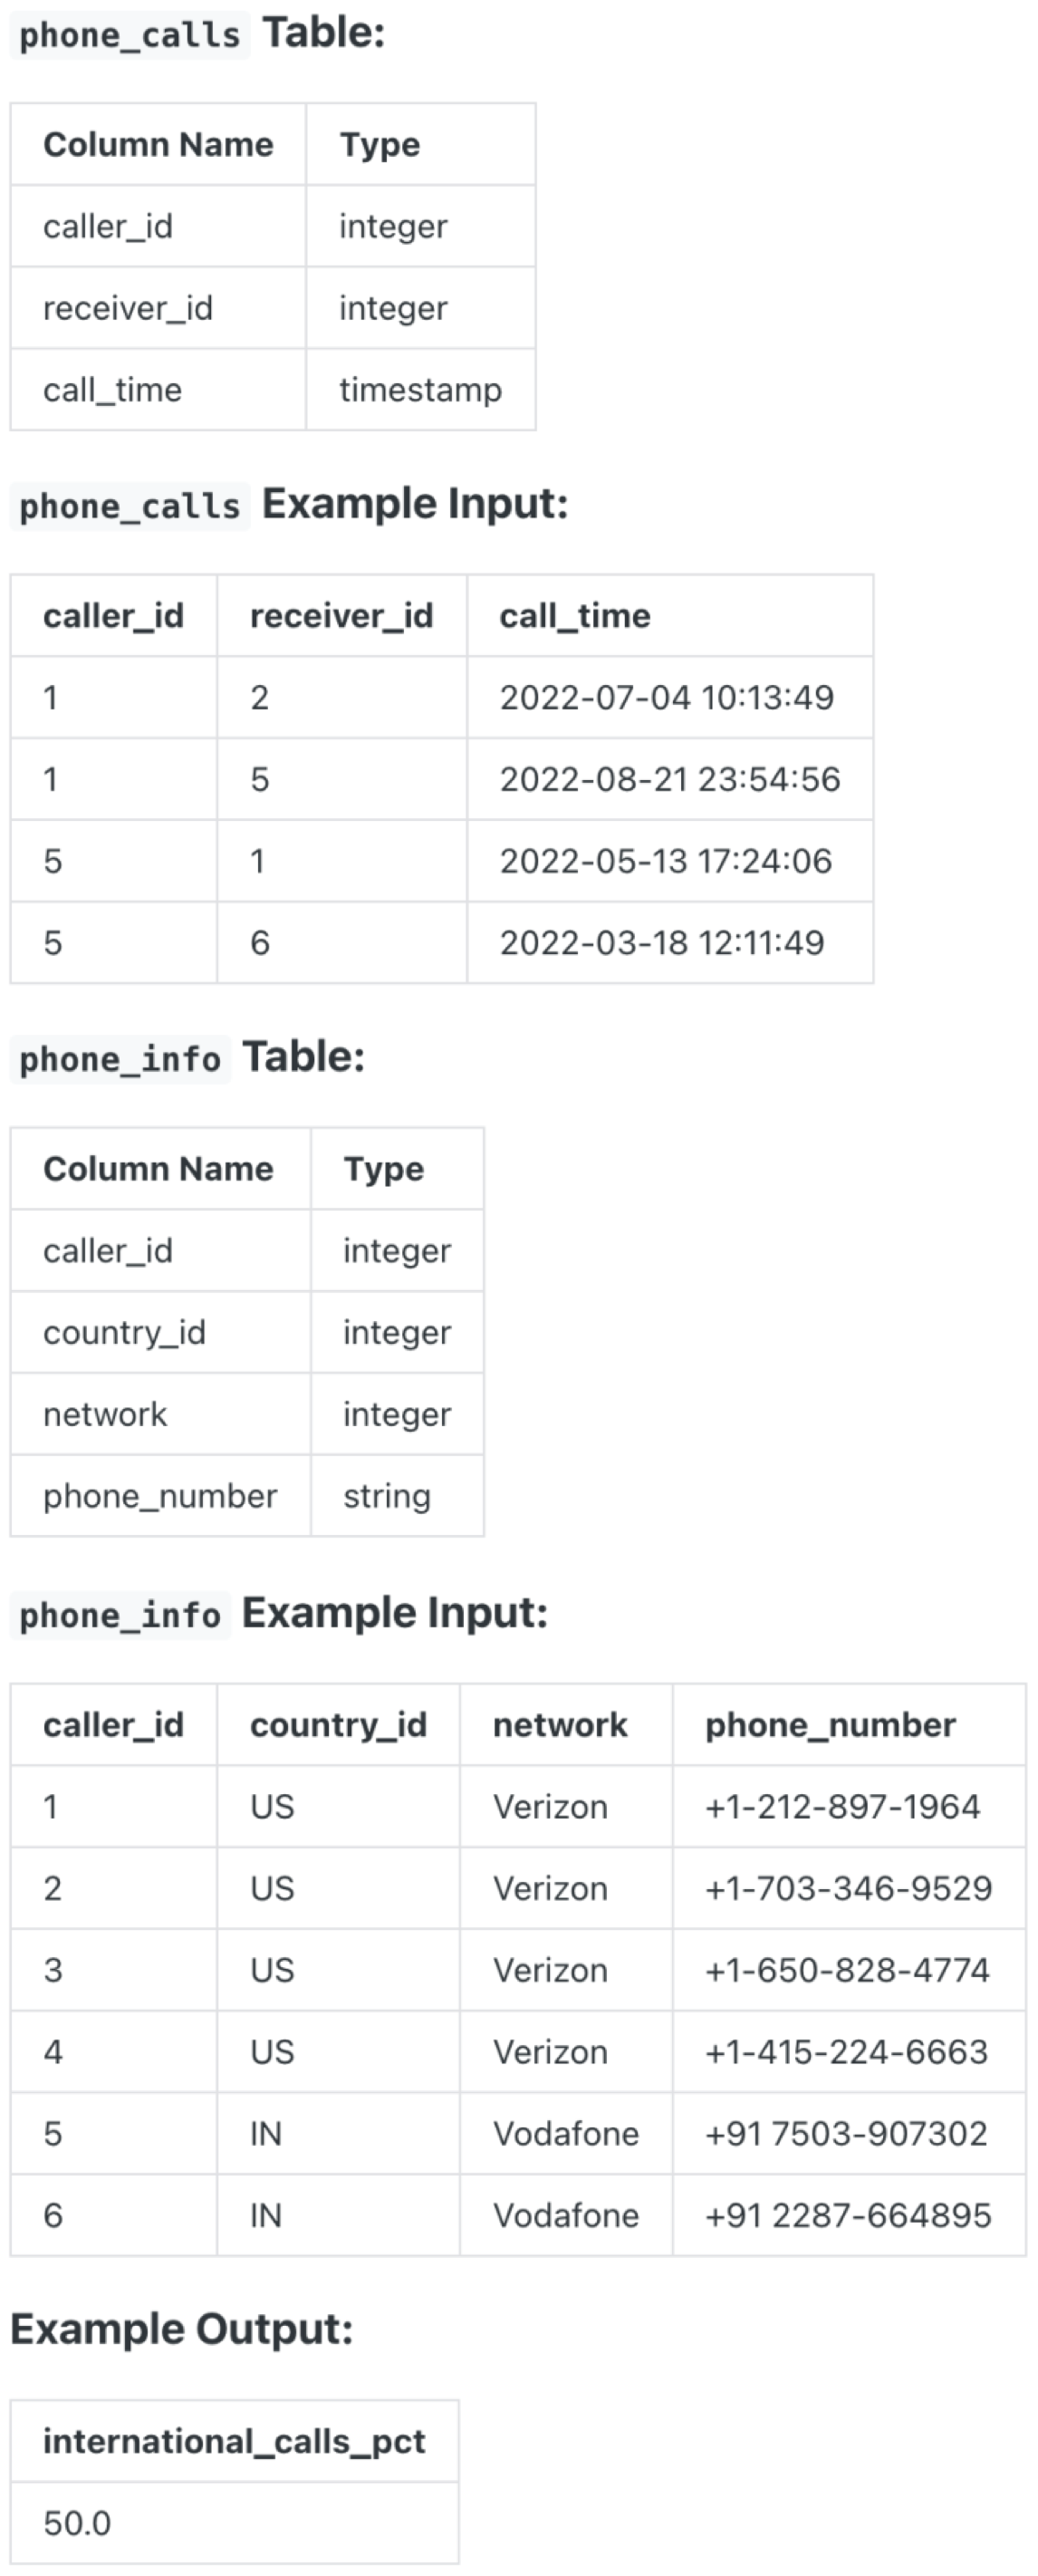 phone_calls Table:
Column Name Type
caller_id integer
receiver_id integer
call_time timestamp
phone_calls Example Input:
caller_id receiver_id call_time
1 2 2022-07-04 10:13:49
1 5 2022-08-21 23:54:56
5 1 2022-05-13 17:24:06
5 6 2022-03-18 12:11:49
phone_info Table:
Column Name Type
caller_id integer
country_id integer
network integer
phone_number string
phone_info Example Input:
caller_id country_id network phone_number
1 US Verizon +1-212-897-1964
2 US Verizon +1-703-346-9529
3 US Verizon +1-650-828-4774
4 US Verizon +1-415-224-6663
5 IN Vodafone +91 7503-907302
6 IN Vodafone +91 2287-664895
Example Output:
international_calls_pct
50.0